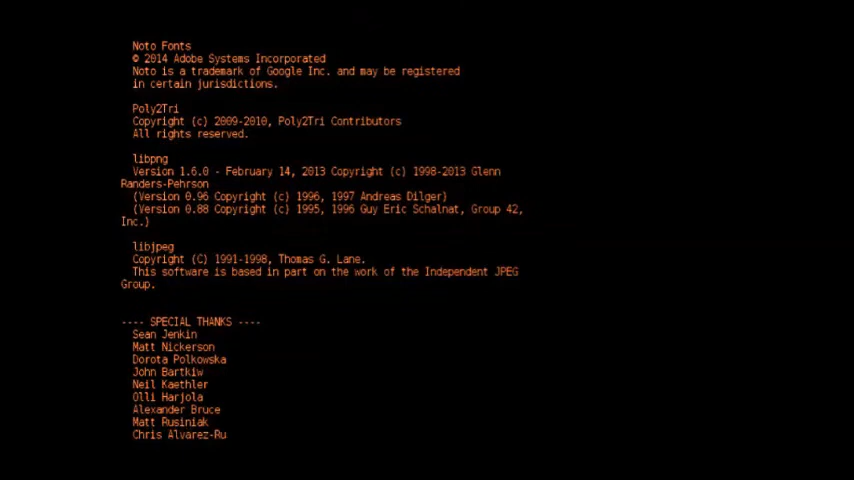 Noto Fonts
© 2014 Adobe Systems Incorporated
Noto is a trademark of Google Inc. and may be registered
in certain jurisdictions.
Poly2Tri
Copyright (c) 2009-2010, Poly2Tri Contributors
All rights reserved.
libpng
Version 1.6.0 - February 14, 2013 Copyright (c) 1998-2013 Glenn
Randers-Pehrson
(Version 0.96 Copyright (c) 1996, 1997 Andreas Dilger)
(Version 0.88 Copyright (c) 1995, 1996 Guy Eric Schalnat, Group 42,
Inc.)
libjpeg
Copyright (C) 1991-1998, Thomas G. Lane.
This software is based in part on the work of the Independent JPEG
Group.
---- SPECIAL THANKS ----
Sean Jenkin
Matt Nickerson
Dorota Polkowska
John Bartkiw
Neil Kaethler
Olli Harjola
Alexander Bruce
Matt Rusiniak
Chris Alvarez-Ru